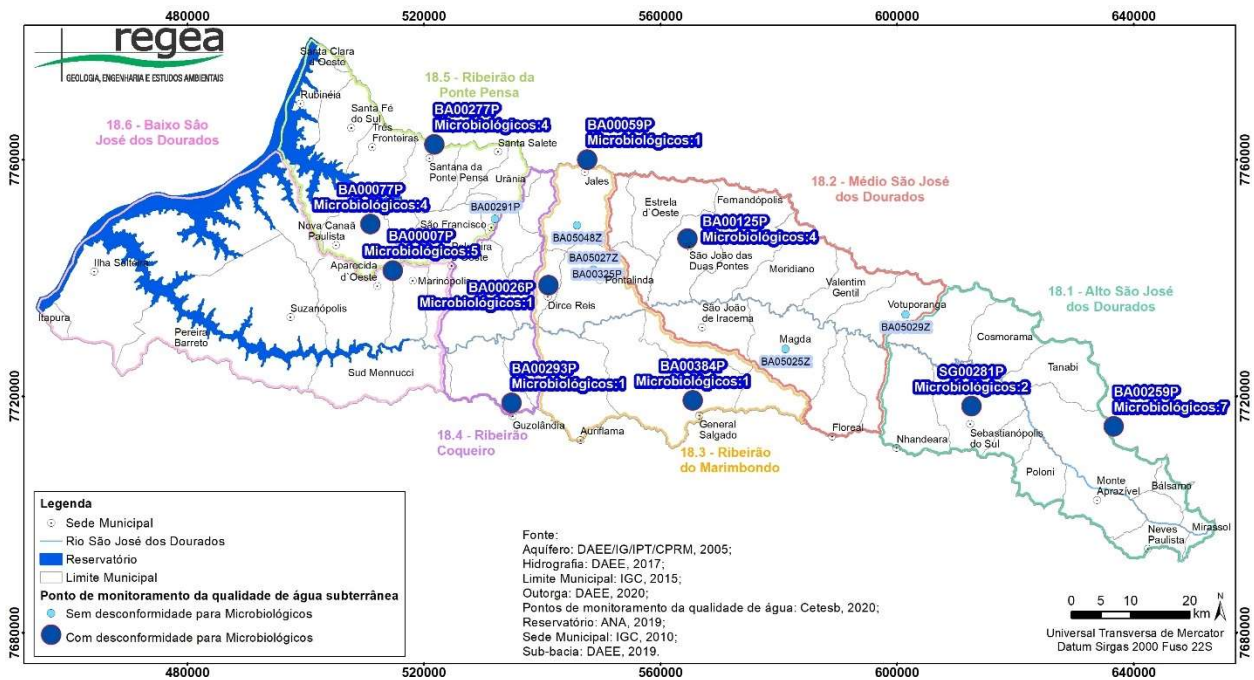 480000
520000
560000
600000
640000
regea
GEOLOGIA, ENGENHARIA E ESTUDOS AMBIENTAIS
7760000
7720000
7680000
7760000
7720000
7680000
18.6 - Baixo São
José dos Dourados
18.5 - Ribeirão da
Ponte Pensa
18.2 - Médio São José
dos Dourados
18.1 - Alto São José
dos Dourados
18.4 - Ribeirão
Coqueiro
18.3 - Ribeirão
do Marimbondo
Santa Clara
d'Oeste
Rubinéia
Santa Fé
do Sul
Três
Fronteiras
BA00277P
Microbiológicos:4
Santana da
Ponte Pensa
Santa Salete
Urânia
BA00059P
Microbiológicos:1
Jales
BA00077P
Microbiológicos:4
Nova Canaã
Paulista
BA00291P
São Francisco
d'Oeste
BA00007P
Microbiológicos:5
Aparecida
d'Oeste
Marinópolis
BA05048Z
BA05027Z
BA00325P
Pontalinda
BA00026P
Microbiológicos:1
Dirce Reis
Estrela
d'Oeste
Fernandópolis
BA00125P
Microbiológicos:4
São João das
Duas Pontes
Meridiano
Valentim
Gentil
Votuporanga
BA05029Z
São João
de Iracema
Magda
BA05025Z
Ilha Solteira
Itapura
Suzanópolis
Pereira
Barreto
Sud Mennucci
BA00293P
Microbiológicos:1
Guzolândia
Auriflama
BA00384P
Microbiológicos:1
General
Salgado
Floreal
Nhandeara
Cosmorama
Tanabi
SG00281P
Microbiológicos:2
Sebastianópolis
do Sul
BA00259P
Microbiológicos:7
Poloni
Monte
Aprazível
Bálsamo
Neves
Paulista
Mirassol
Legenda
Sede Municipal
Rio São José dos Dourados
Reservatório
Limite Municipal
Ponto de monitoramento da qualidade de água subterrânea
Sem desconformidade para Microbiológicos
Com desconformidade para Microbiológicos
Fonte:
Aquífero: DAEE/IG/IPT/CPRM, 2005;
Hidrografia: DAEE, 2017;
Limite Municipal: IGC, 2015;
Outorga: DAEE, 2020;
Pontos de monitoramento da qualidade de água: Cetesb, 2020;
Reservatório: ANA, 2019;
Sede Municipal: IGC, 2010;
Sub-bacia: DAEE, 2019.
0 5 10 20
km
N
Universal Transversa de Mercator
Datum Sirgas 2000 Fuso 22S
480000
520000
560000
600000
640000